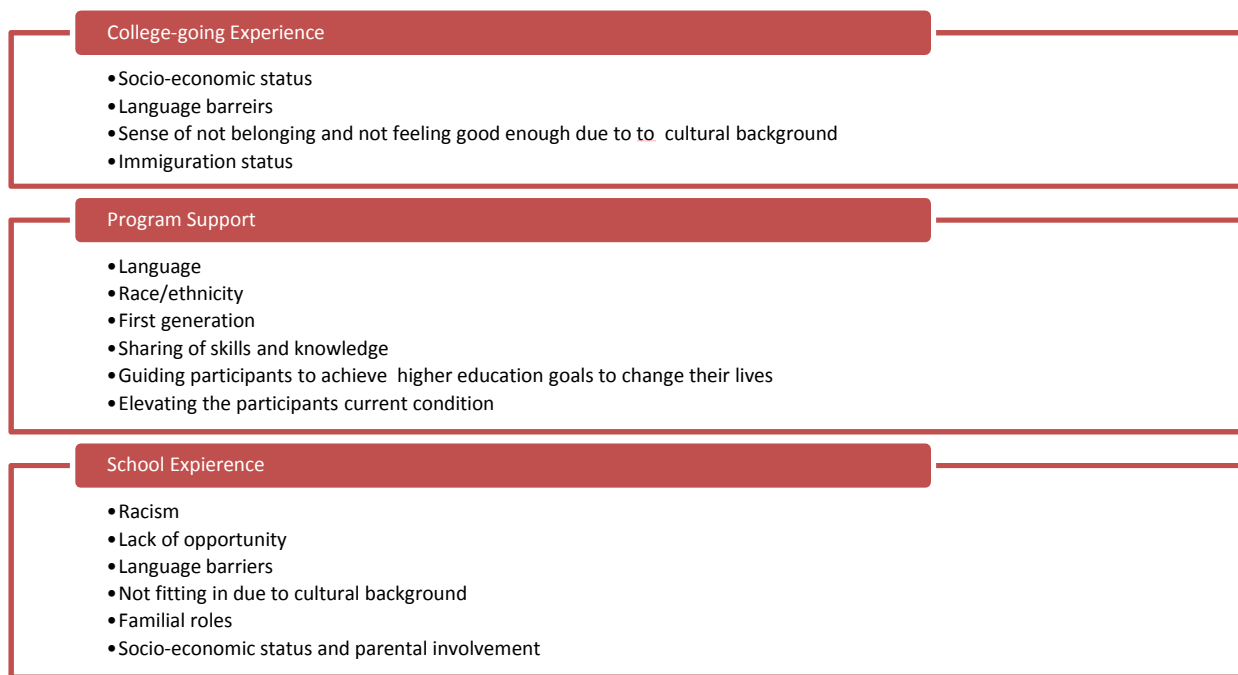 College-going Experience
•Socio-economic status
•Language barreirs
•Sense of not belonging and not feeling good enough due to to  cultural background
•Immiguration status
Program Support
•Language
•Race/ethnicity
•First generation
•Sharing of skills and knowledge
•Guiding participants to achieve  higher education goals to change their lives
•Elevating the participants current condition
School Expierence
•Racism
•Lack of opportunity
•Language barriers
•Not fitting in due to cultural background
•Familial roles
•Socio-economic status and parental involvement